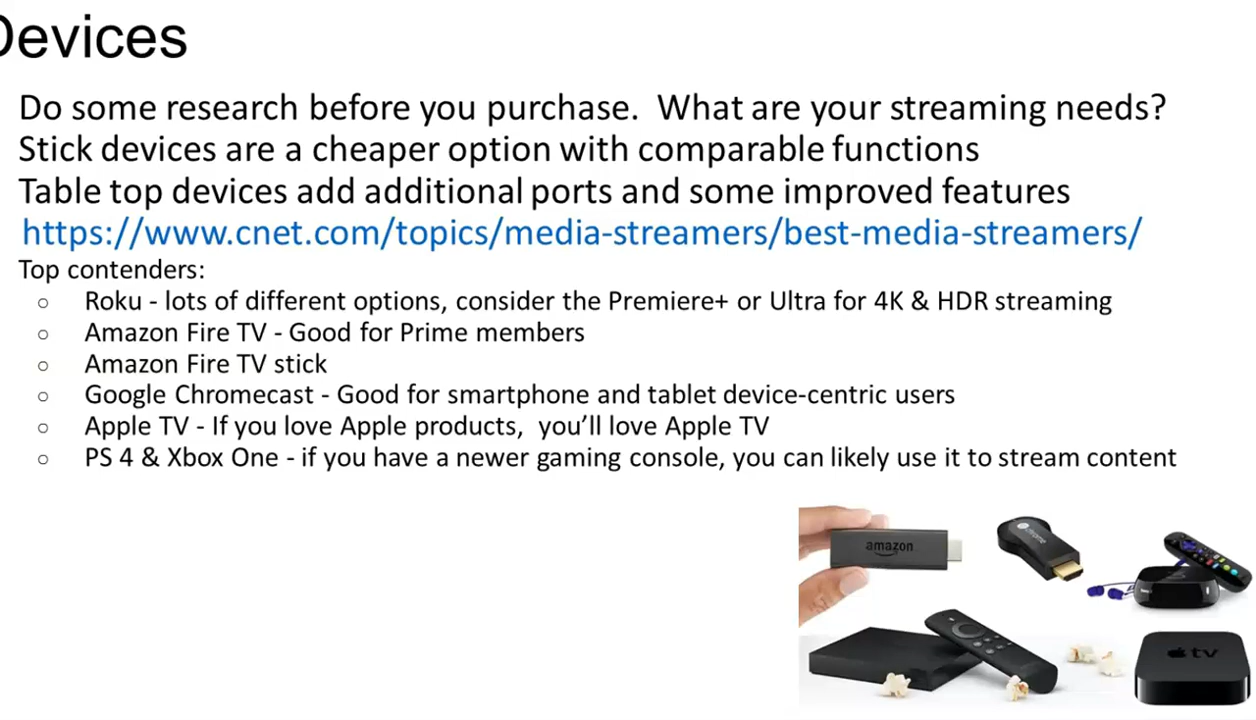 Devices
Do some research before you purchase.  What are your streaming needs?
Stick devices are a cheaper option with comparable functions
Table top devices add additional ports and some improved features
https://www.cnet.com/topics/media-streamers/best-media-streamers/
Top contenders:
○ Roku - lots of different options, consider the Premiere+ or Ultra for 4K & HDR streaming
○ Amazon Fire TV - Good for Prime members
○ Amazon Fire TV stick
○ Google Chromecast - Good for smartphone and tablet device-centric users
○ Apple TV - If you love Apple products,  you’ll love Apple TV
○ PS 4 & Xbox One - if you have a newer gaming console, you can likely use it to stream content
amazon
chrome
tv